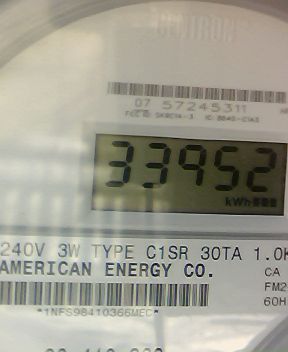 07 57245311
33952
kWh
240V 3W TYPE C1SR 30TA 1.0K
AMERICAN ENERGY CO.
CA
FM2
60H
*1NFS98410366MEC*